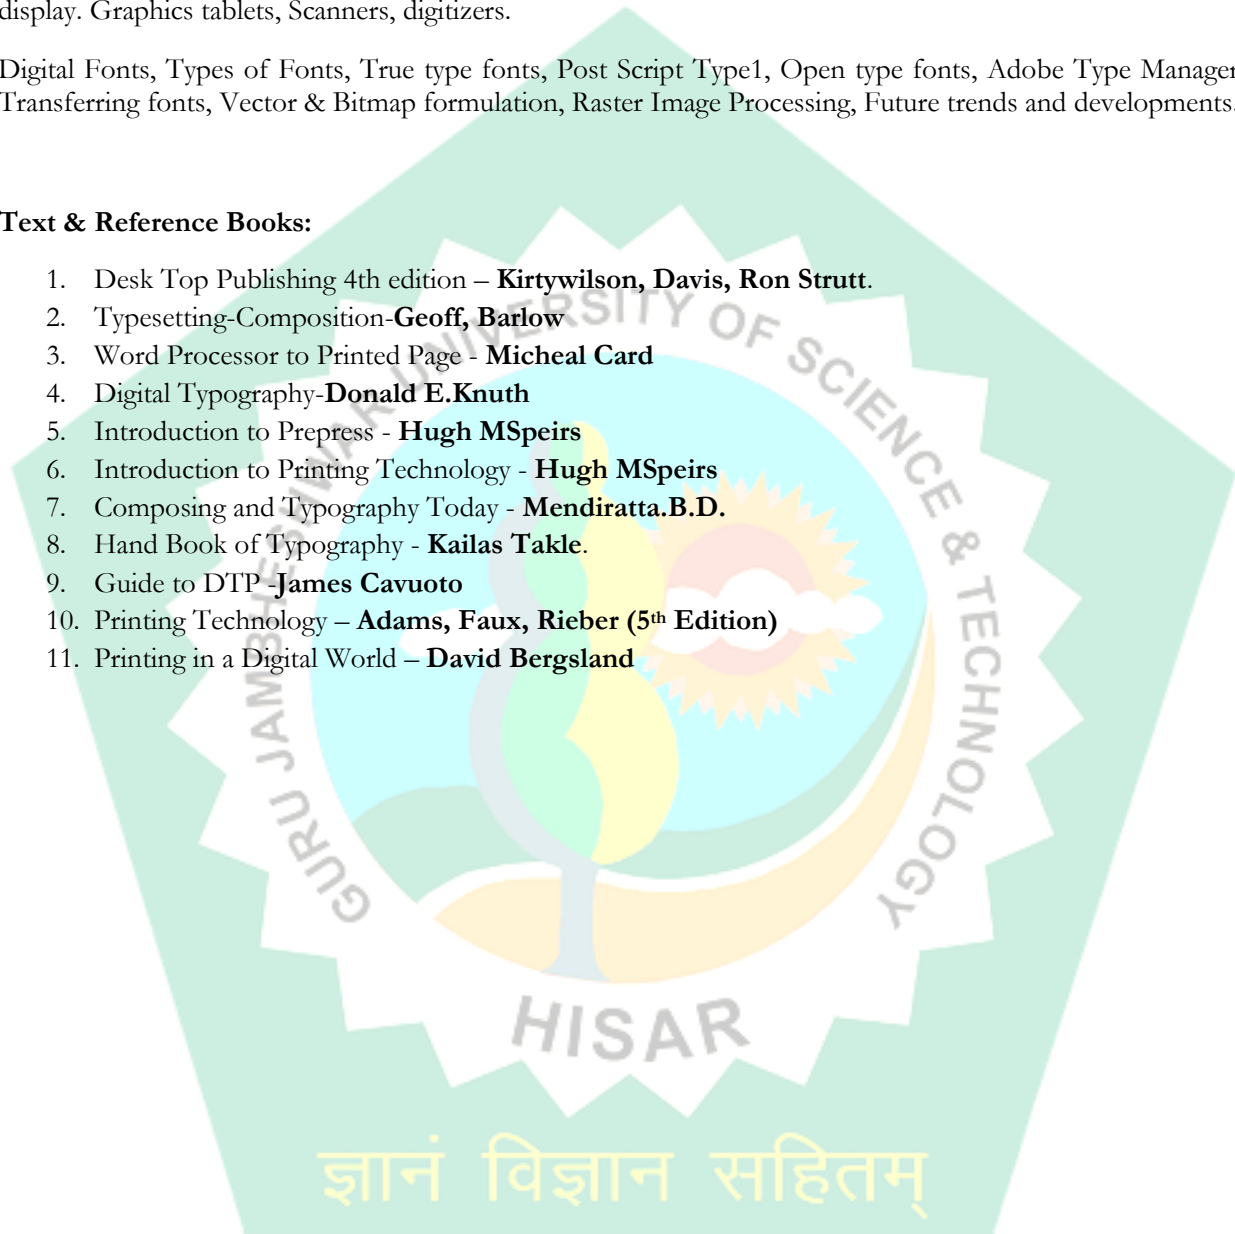 display. Graphics tablets, Scanners, digitizers.
Digital Fonts, Types of Fonts, True type fonts, Post Script Type1, Open type fonts, Adobe Type Manager
Transferring fonts, Vector & Bitmap formulation, Raster Image Processing, Future trends and developments.
Text & Reference Books:
1. Desk Top Publishing 4th edition – Kirtywilson, Davis, Ron Strutt.
2. Typesetting-Composition-Geoff, Barlow
3. Word Processor to Printed Page - Micheal Card
4. Digital Typography-Donald E.Knuth
5. Introduction to Prepress - Hugh MSpeirs
6. Introduction to Printing Technology - Hugh MSpeirs
7. Composing and Typography Today - Mendiratta.B.D.
8. Hand Book of Typography - Kailas Takle.
9. Guide to DTP -James Cavuoto
10. Printing Technology – Adams, Faux, Rieber (5th Edition)
11. Printing in a Digital World – David Bergsland
GURU JAMBHESHWAR UNIVERSITY OF SCIENCE & TECHNOLOGY
HISAR
ज्ञानं विज्ञान सहितम्